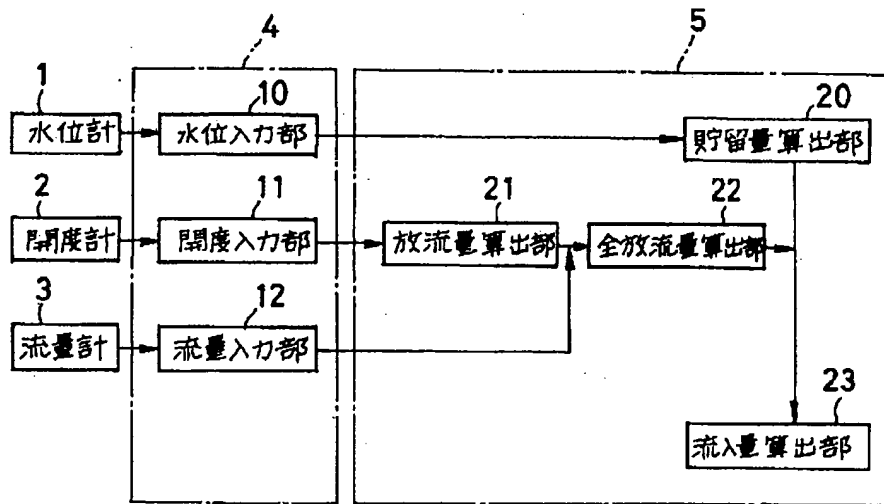 4
5
1
10
20
水位計
水位入力部
貯留量算出部
2
11
21
22
開度計
開度入力部
放流量算出部
全放流量算出部
3
12
流量計
流量入力部
23
流入量算出部